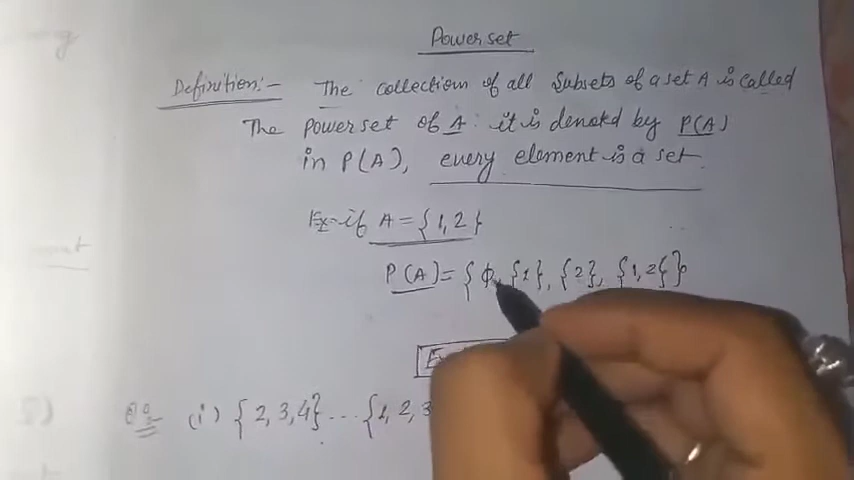 Power set
Definition:- The collection of all Subsets of a set A is called
The Power set of A. it is denoted by P(A)
in P(A), every element is a set
Ex- if A = {1,2}
P(A) = {ϕ, {1}, {2}, {1,2}}
(i) {2,3,4} ... {1,2,3